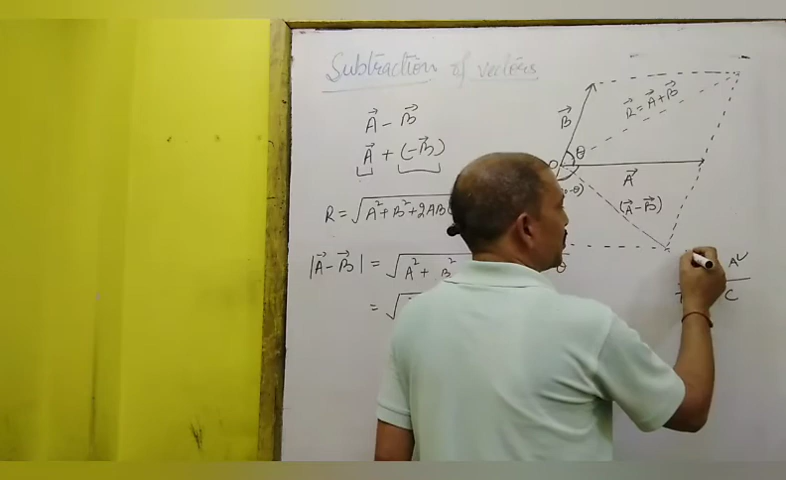 Subtraction of vectors
A⃗ - B⃗
A⃗ + (-B⃗)
R = √A² + B² + 2AB
|A⃗ - B⃗| = √A² + B²
= √
R⃗ = A⃗ + B⃗
B⃗
θ
O
A⃗
-θ)
(A⃗ - B⃗)
θ
A
C